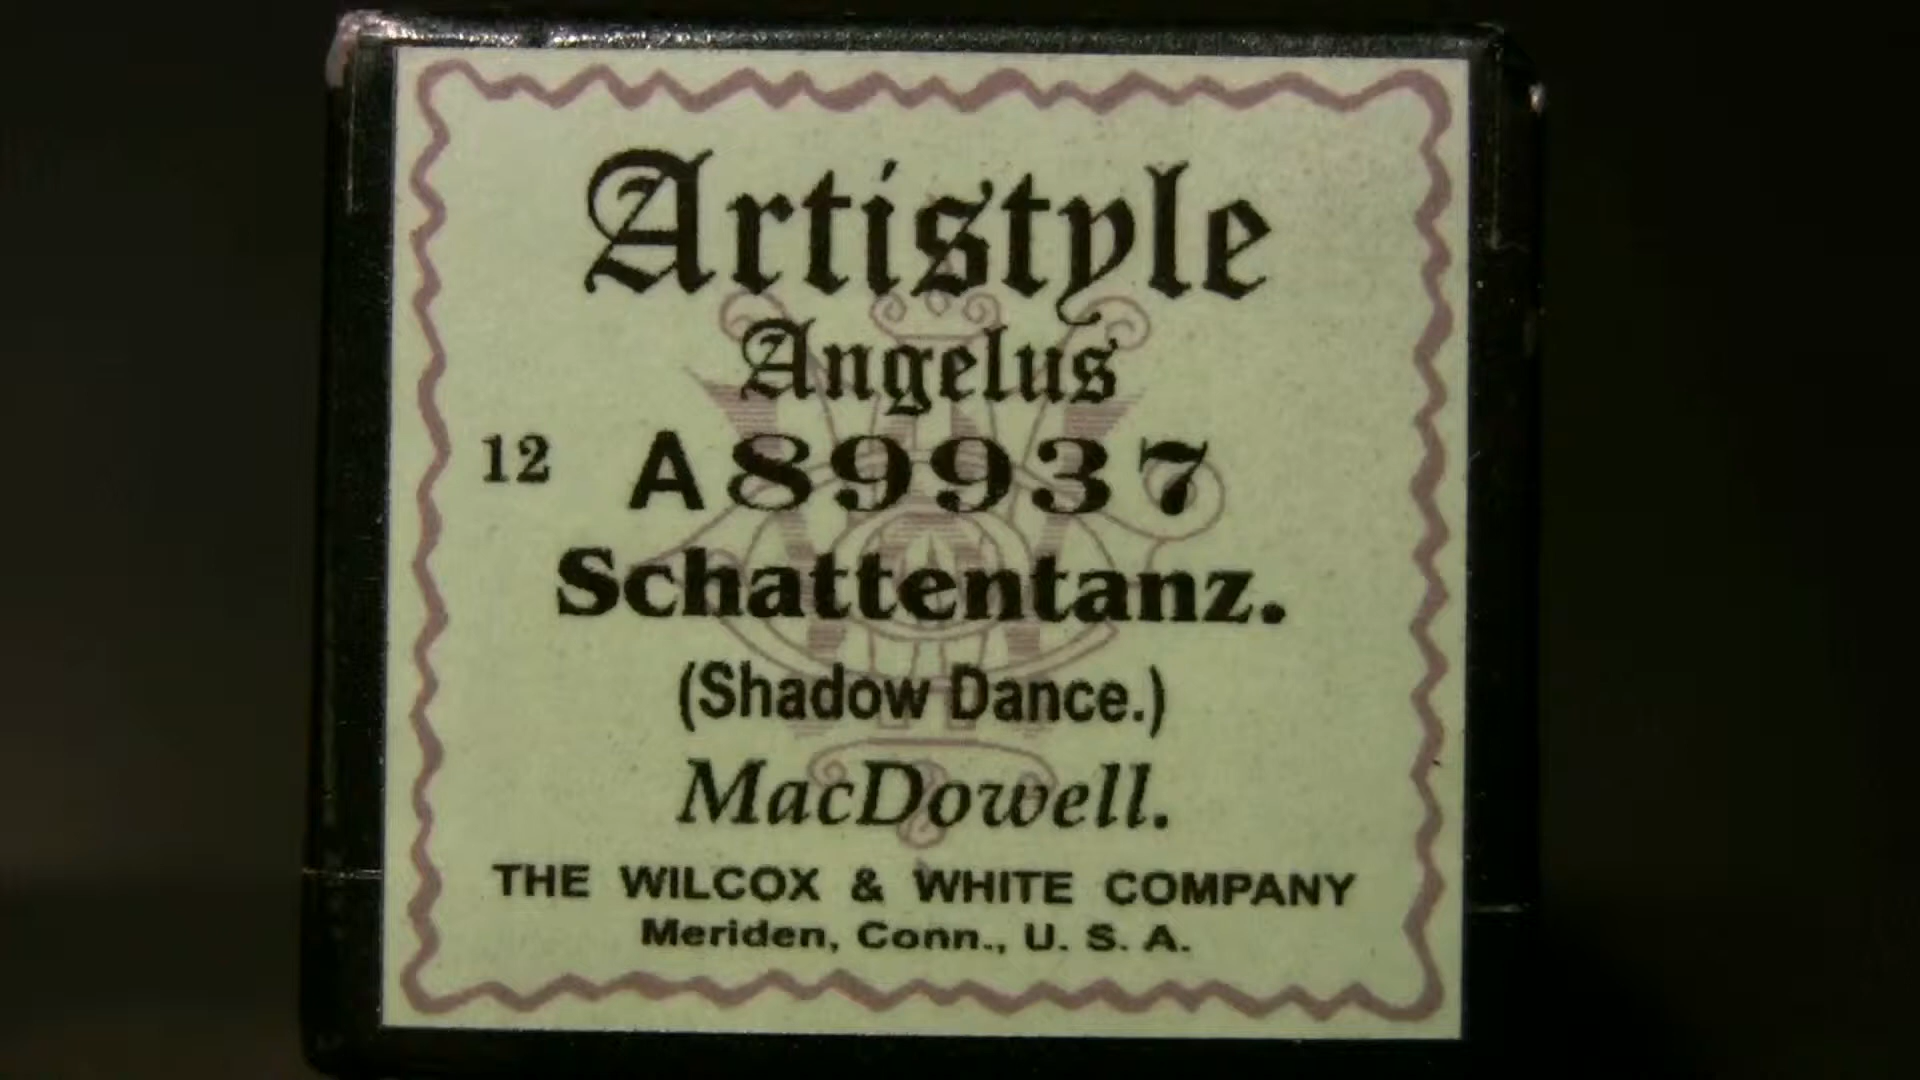 Artistyle
Angelus
12 A89937
Schattentanz.
(Shadow Dance.)
MacDowell.
THE WILCOX & WHITE COMPANY
Meriden, Conn., U. S. A.